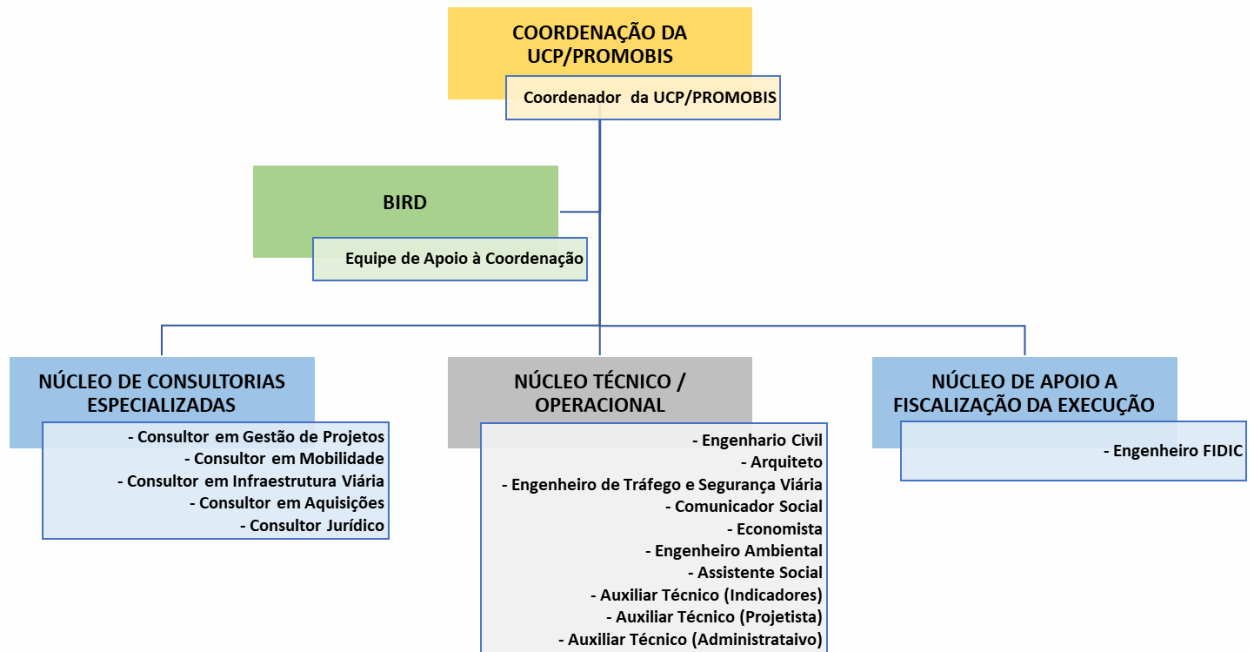 COORDENAÇÃO DA
UCP/PROMOBIS
Coordenador da UCP/PROMOBIS
BIRD
Equipe de Apoio à Coordenação
NÚCLEO DE CONSULTORIAS
ESPECIALIZADAS
- Consultor em Gestão de Projetos
- Consultor em Mobilidade
- Consultor em Infraestrutura Viária
- Consultor em Aquisições
- Consultor Jurídico
NÚCLEO TÉCNICO /
OPERACIONAL
- Engenhario Civil
- Arquiteto
- Engenheiro de Tráfego e Segurança Viária
- Comunicador Social
- Economista
- Engenheiro Ambiental
- Assistente Social
- Auxiliar Técnico (Indicadores)
- Auxiliar Técnico (Projetista)
- Auxiliar Técnico (Administrataivo)
NÚCLEO DE APOIO A
FISCALIZAÇÃO DA EXECUÇÃO
- Engenheiro FIDIC